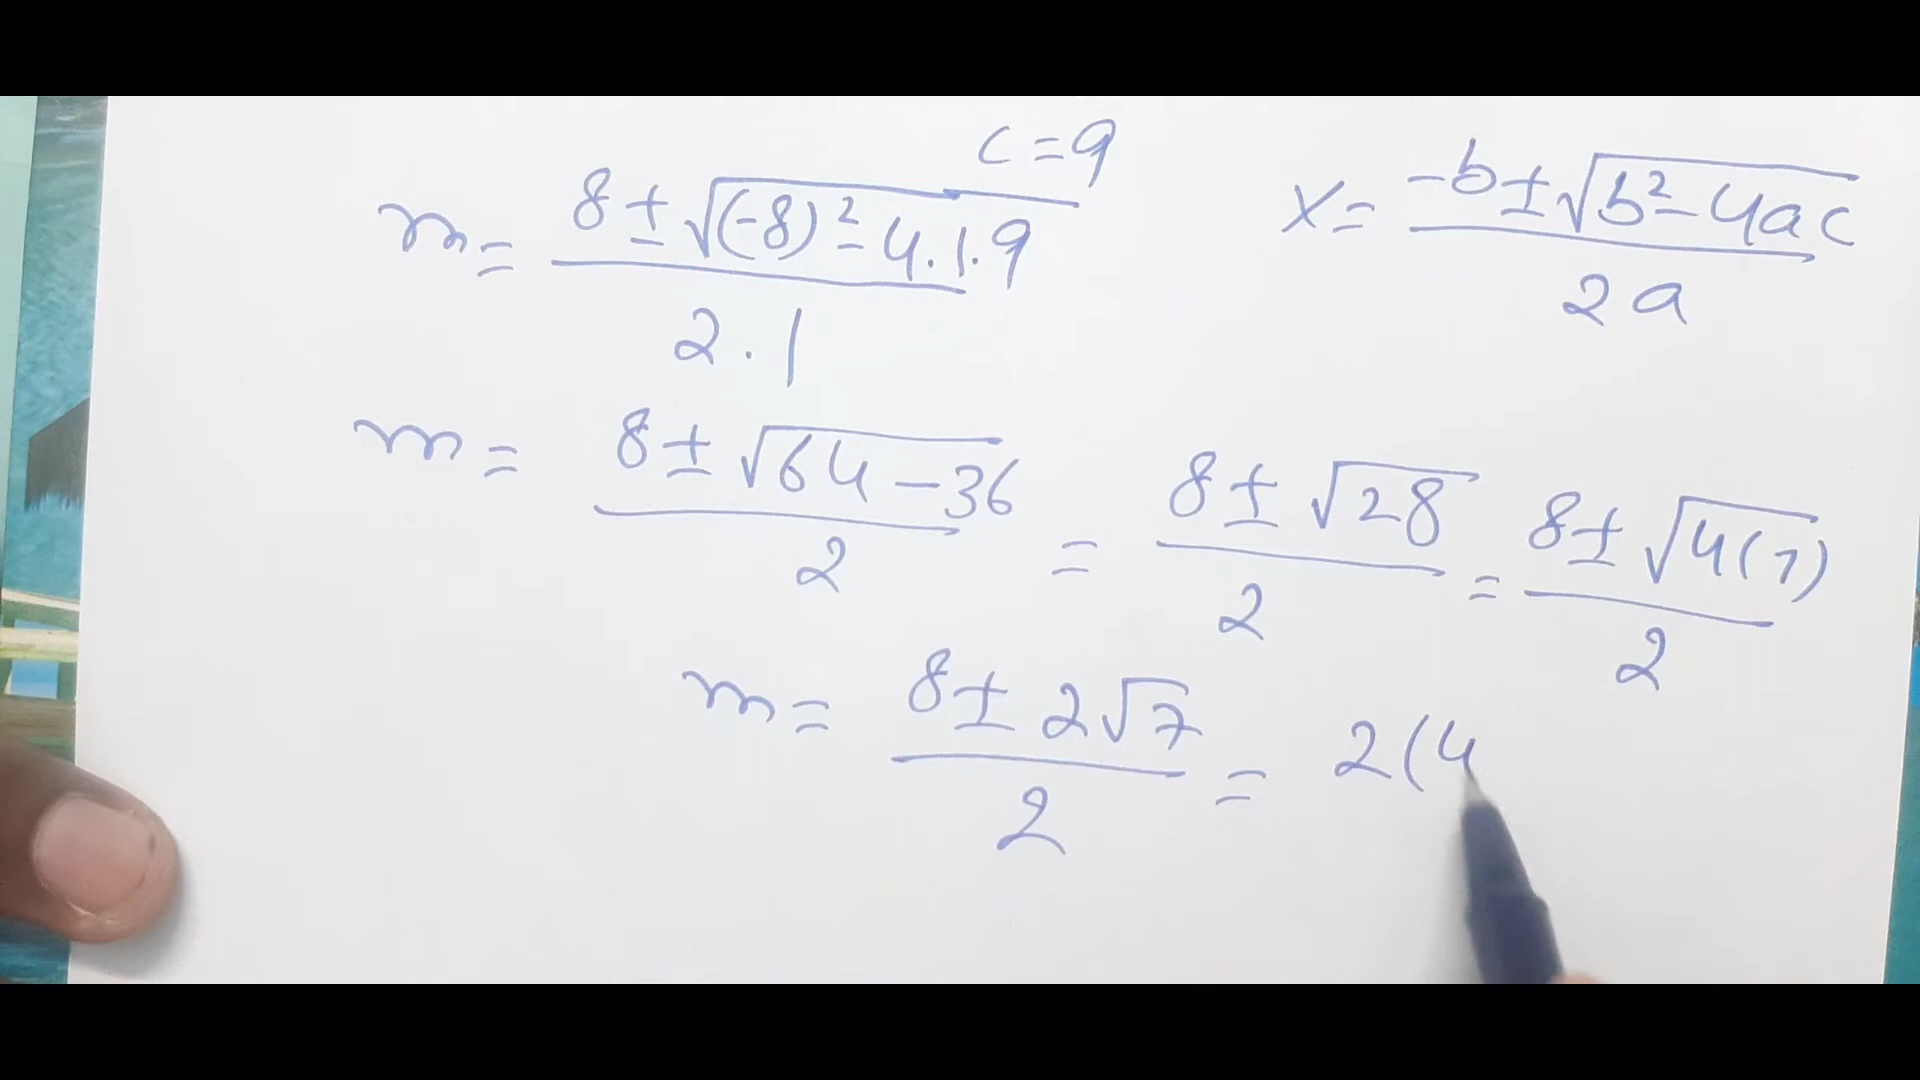 c = 9
m = 8 ± √(-8)² - 4.1.9 / 2.1
x = -b ± √b² - 4ac / 2a
m = 8 ± √64 - 36 / 2 = 8 ± √28 / 2 = 8 ± √4(7) / 2
m = 8 ± 2√7 / 2 = 2(4